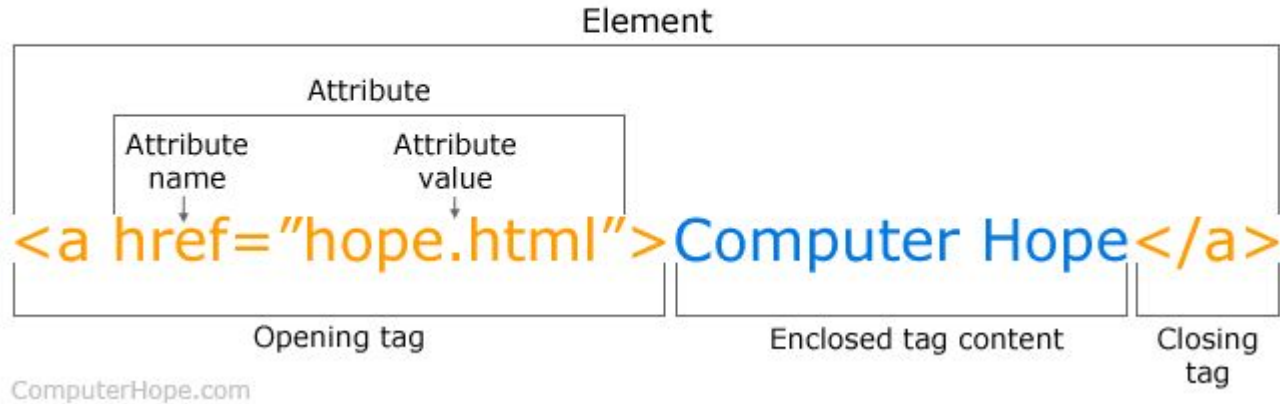 Element
Attribute
Attribute name
Attribute value
<a href=”hope.html”>Computer Hope</a>
Opening tag
Enclosed tag content
Closing tag
ComputerHope.com